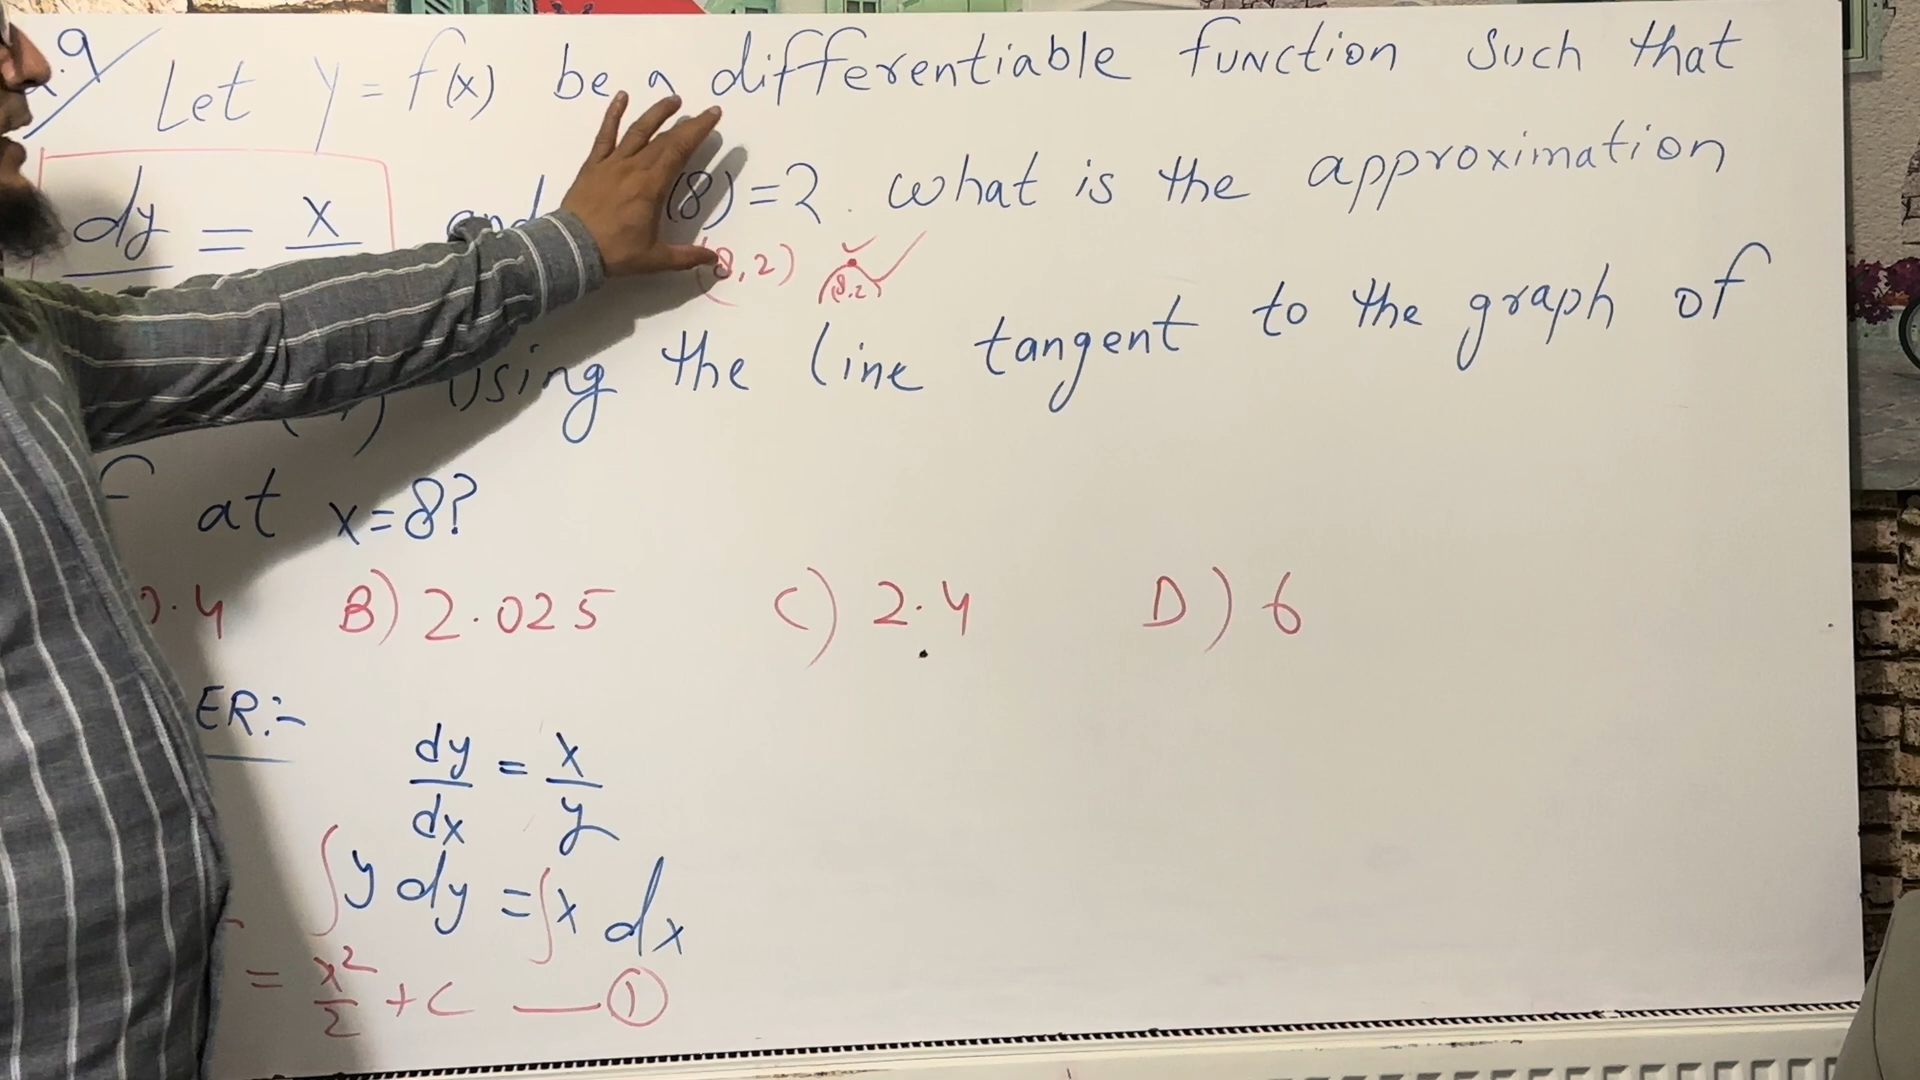 9 Let y = f(x) be a differentiable function such that
dy = x and (8) = 2. what is the approximation
(8,2) (8,2)
using the line tangent to the graph of
f at x=8?
.4 B) 2.025 C) 2.4 D) 6
ER:-
dy/dx = x/y
∫y dy = ∫x dx
= x²/2 + C — ①